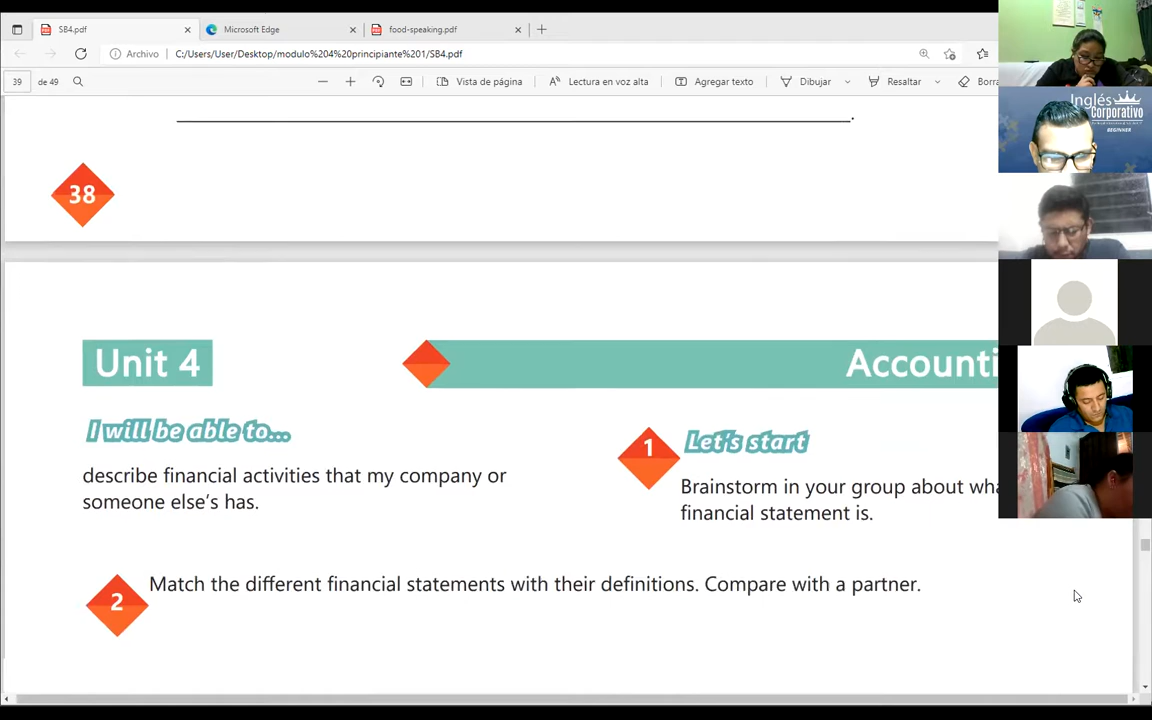 SB4.pdf
Microsoft Edge
food-speaking.pdf
Archivo
C:/Users/User/Desktop/modulo%204%20principiante%201/SB4.pdf
39
de 49
Vista de página
Lectura en voz alta
Agregar texto
Dibujar
Resaltar
Borra
Inglés
Corporativo
BEGINNER
38
Unit 4
Accounti
I will be able to...
describe financial activities that my company or
someone else's has.
1
Let's start
Brainstorm in your group about wha
financial statement is.
2
Match the different financial statements with their definitions. Compare with a partner.